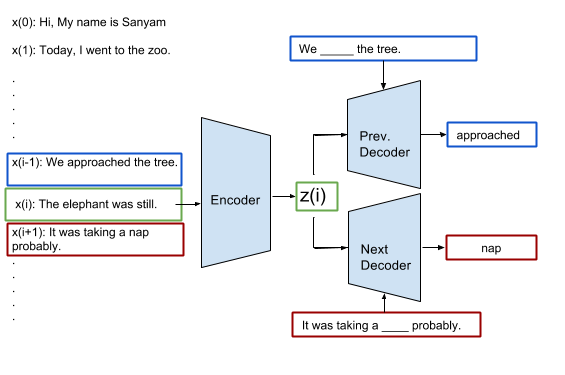 x(0): Hi, My name is Sanyam
x(1): Today, I went to the zoo.
.
.
.
.
.
x(i-1): We approached the tree.
x(i): The elephant was still.
x(i+1): It was taking a nap
probably.
.
.
.
.
.
Encoder
z(i)
We _____ the tree.
Prev.
Decoder
approached
Next
Decoder
nap
It was taking a ____ probably.